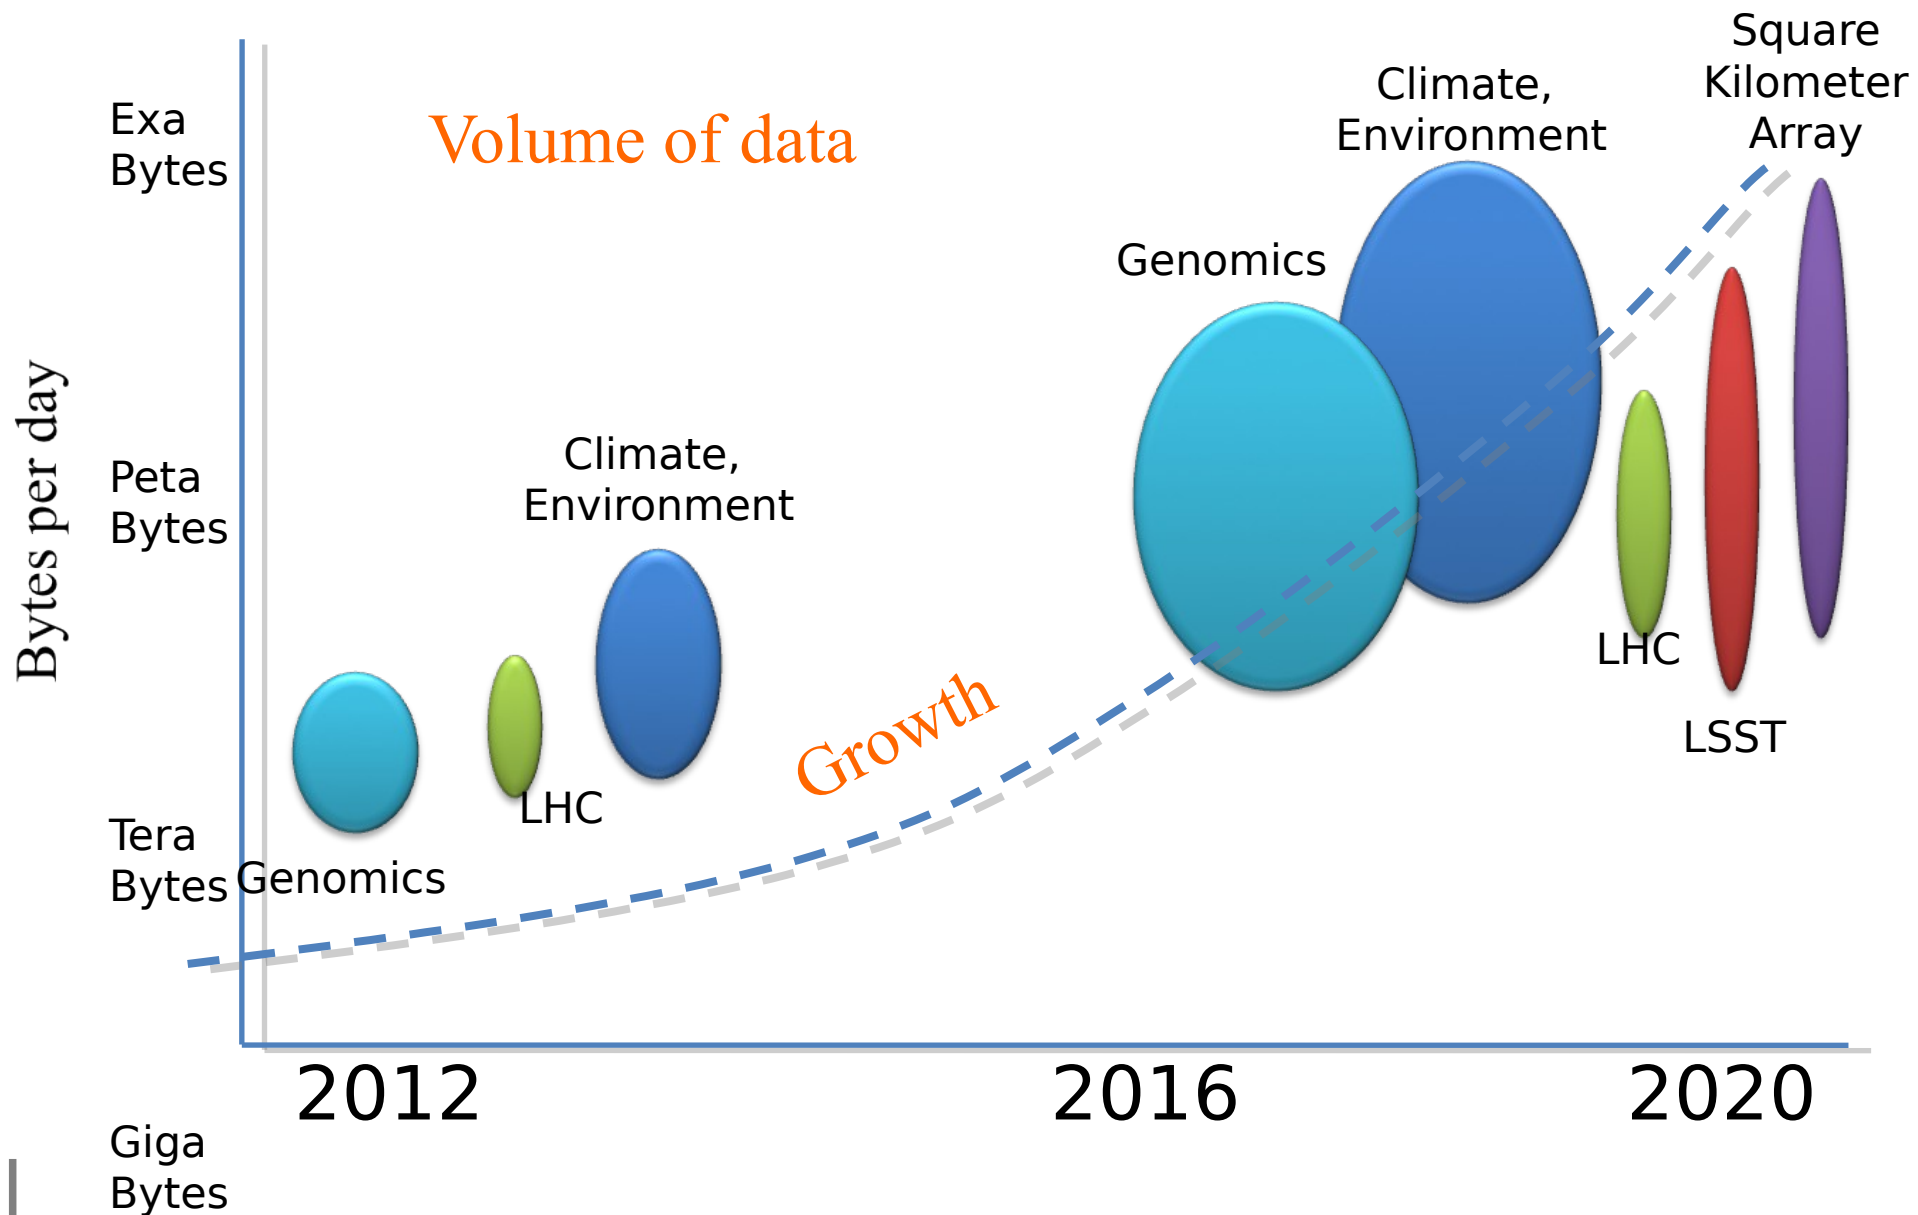 Square
Kilometer
Array
Climate,
Environment
Exa
Bytes
Volume of data
Genomics
Bytes per day
Climate,
Environment
Peta
Bytes
LHC
Growth
LSST
LHC
Tera
Bytes
Genomics
2012
2016
2020
Giga
Bytes